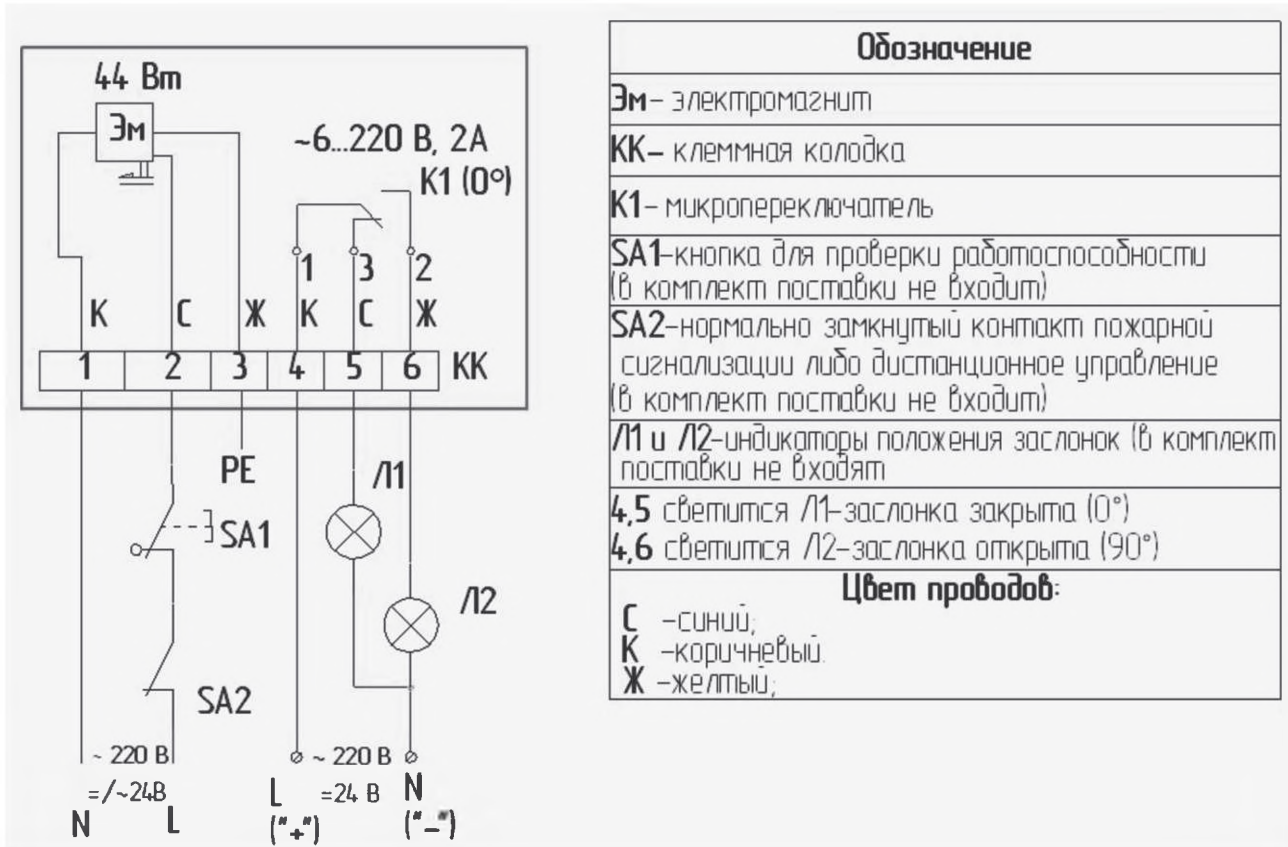 44 Вт
Эм
~6...220 В, 2А
К1 (0°)
1 3 2
К С Ж К С Ж
1 2 3 4 5 6 КК
РЕ
Л1
SA1
Л2
SA2
~ 220 В
=/~24В
N L
~ 220 В
L =24 В N
("+") ("–")
Обозначение
Эм– электромагнит
КК– клеммная колодка
К1– микропереключатель
SA1–кнопка для проверки работоспособности
(в комплект поставки не входит)
SA2–нормально замкнутый контакт пожарной
сигнализации либо дистанционное управление
(в комплект поставки не входит)
Л1 и Л2–индикаторы положения заслонок (в комплект
поставки не входят
4,5 светится Л1–заслонка закрыта (0°)
4,6 светится Л2–заслонка открыта (90°)
Цвет проводов:
С –синий;
К –коричневый.
Ж –желтый;